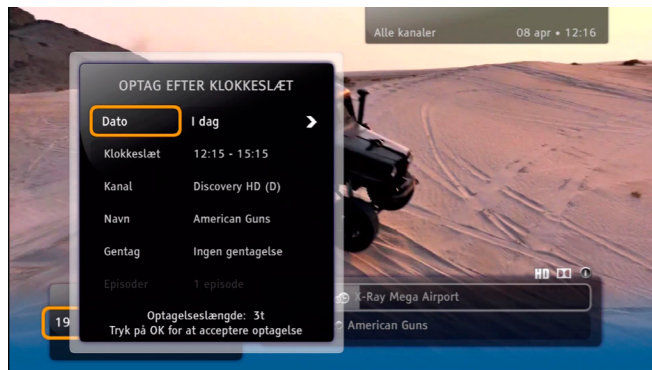 Alle kanaler 08 apr • 12:16
OPTAG EFTER KLOKKESLÆT
Dato I dag
Klokkeslæt 12:15 - 15:15
Kanal Discovery HD (D)
Navn American Guns
Gentag Ingen gentagelse
Episoder 1 episode
Optagelseslængde: 3t
Tryk på OK for at acceptere optagelse
HD
X-Ray Mega Airport
19
American Guns